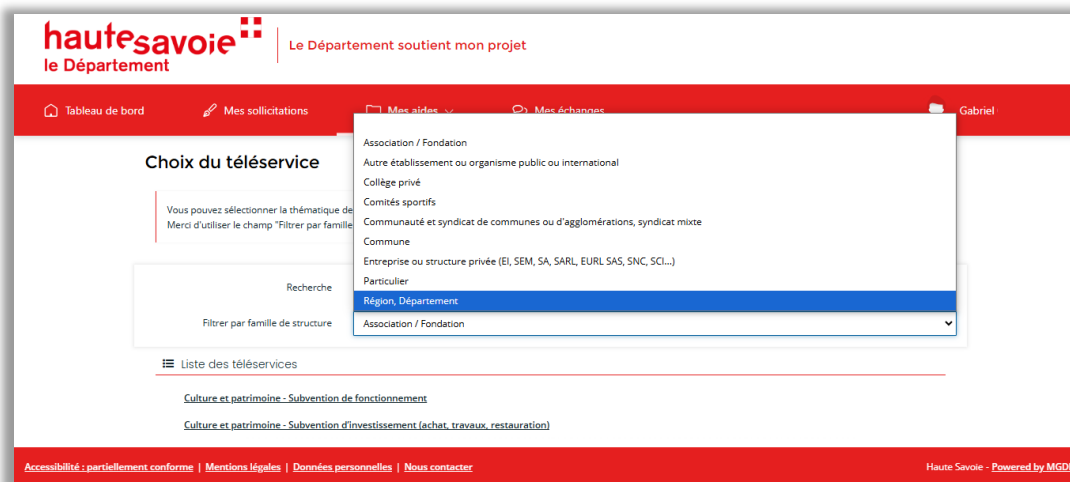 hautesavoie
le Département
Le Département soutient mon projet
Tableau de bord
Mes sollicitations
Mes aides
Mes échanges
Gabriel
Choix du téléservice
Vous pouvez sélectionner la thématique de
Merci d'utiliser le champ "Filtrer par famille
Association / Fondation
Autre établissement ou organisme public ou international
Collège privé
Comités sportifs
Communauté et syndicat de communes ou d'agglomérations, syndicat mixte
Commune
Entreprise ou structure privée (EI, SEM, SA, SARL, EURL SAS, SNC, SCI...)
Particulier
Région, Département
Recherche
Filtrer par famille de structure
Association / Fondation
Liste des téléservices
Culture et patrimoine - Subvention de fonctionnement
Culture et patrimoine - Subvention d'investissement (achat, travaux, restauration)
Accessibilité : partiellement conforme | Mentions légales | Données personnelles | Nous contacter
Haute Savoie - Powered by MGD